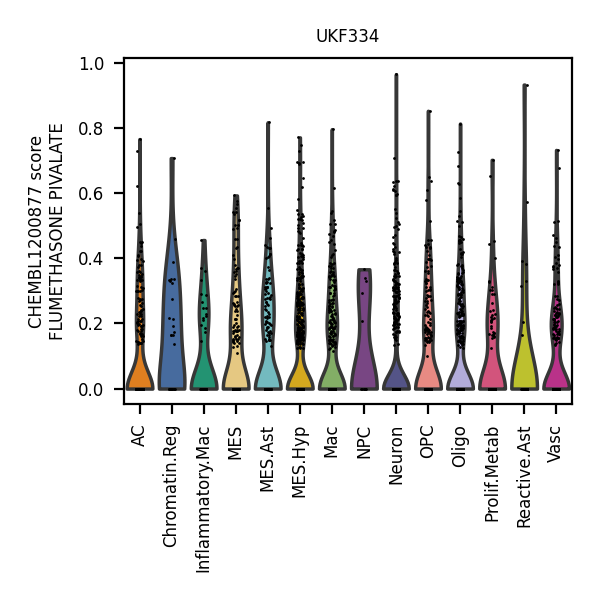 UKF334
CHEMBL1200877 score
FLUMETHASONE PIVALATE
1.0
0.8
0.6
0.4
0.2
0.0
AC
Chromatin.Reg
Inflammatory.Mac
MES
MES.Ast
MES.Hyp
Mac
NPC
Neuron
OPC
Oligo
Prolif.Metab
Reactive.Ast
Vasc